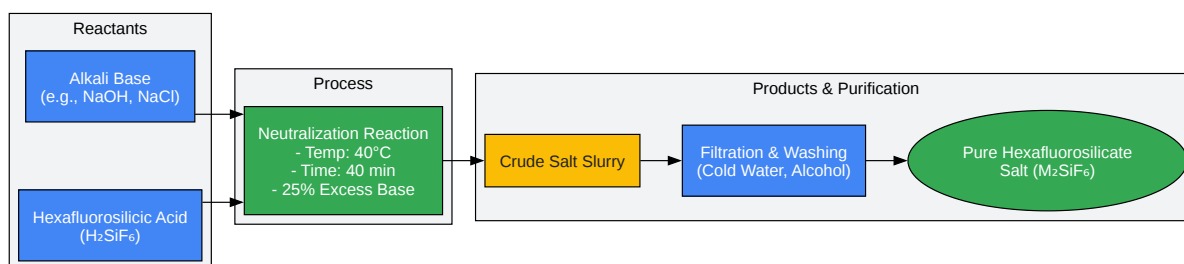 Reactants
Alkali Base
(e.g., NaOH, NaCl)
Hexafluorosilicic Acid
(H₂SiF₆)
Process
Neutralization Reaction
- Temp: 40°C
- Time: 40 min
- 25% Excess Base
Products & Purification
Crude Salt Slurry
Filtration & Washing
(Cold Water, Alcohol)
Pure Hexafluorosilicate
Salt (M₂SiF₆)